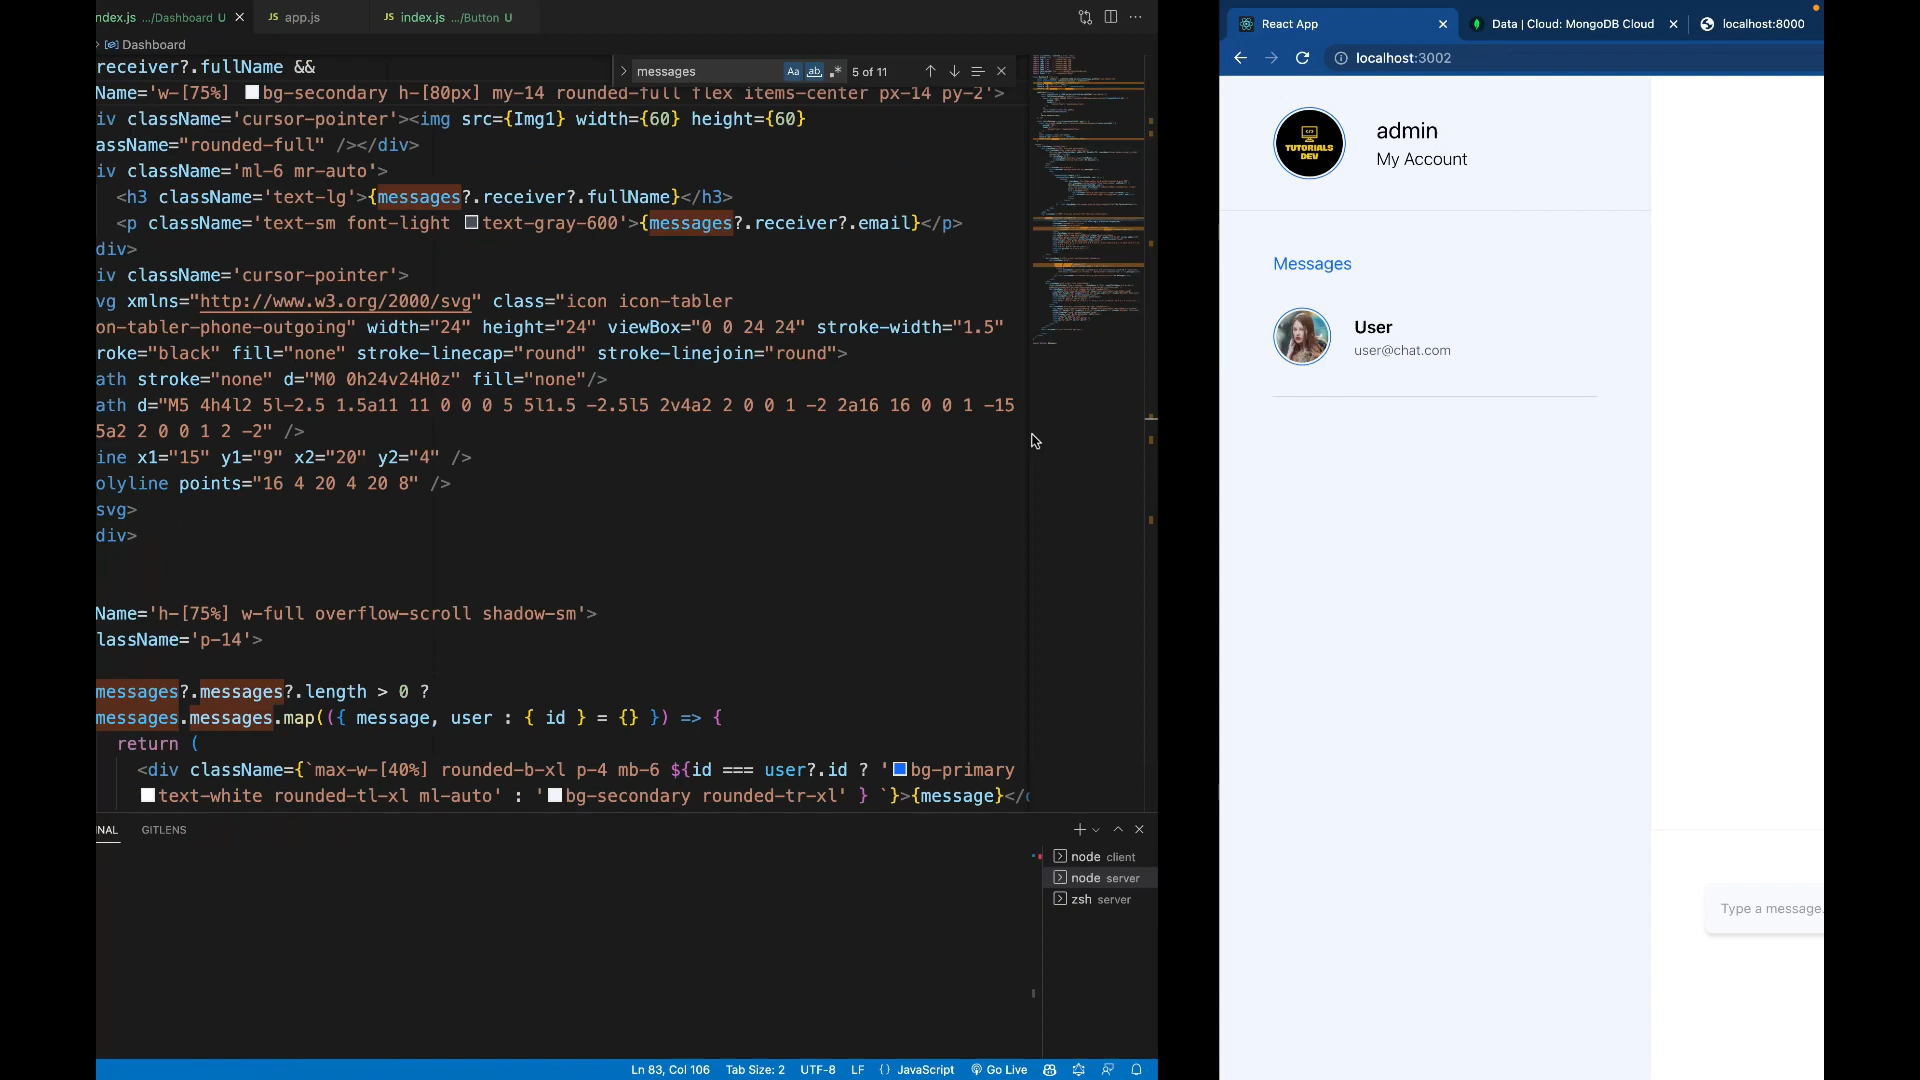 ndex.js .../Dashboard U
JS app.js
JS index.js .../Button U
Dashboard
messages
Aa
ab
5 of 11
receiver?.fullName &&
Name='w-[75%] bg-secondary h-[80px] my-14 rounded-full flex items-center px-14 py-2'>
iv className='cursor-pointer'><img src={Img1} width={60} height={60}
assName="rounded-full" /></div>
iv className='ml-6 mr-auto'>
<h3 className='text-lg'>{messages?.receiver?.fullName}</h3>
<p className='text-sm font-light text-gray-600'>{messages?.receiver?.email}</p>
div>
iv className='cursor-pointer'>
vg xmlns="http://www.w3.org/2000/svg" class="icon icon-tabler
on-tabler-phone-outgoing" width="24" height="24" viewBox="0 0 24 24" stroke-width="1.5"
roke="black" fill="none" stroke-linecap="round" stroke-linejoin="round">
ath stroke="none" d="M0 0h24v24H0z" fill="none"/>
ath d="M5 4h4l2 5l-2.5 1.5a11 11 0 0 0 5 5l1.5 -2.5l5 2v4a2 2 0 0 1 -2 2a16 16 0 0 1 -15
5a2 2 0 0 1 2 -2" />
ine x1="15" y1="9" x2="20" y2="4" />
olyline points="16 4 20 4 20 8" />
svg>
div>
Name='h-[75%] w-full overflow-scroll shadow-sm'>
lassName='p-14'>
messages?.messages?.length > 0 ?
messages.messages.map(({ message, user : { id } = {} }) => {
return (
<div className={`max-w-[40%] rounded-b-xl p-4 mb-6 ${id === user?.id ? 'bg-primary
text-white rounded-tl-xl ml-auto' : 'bg-secondary rounded-tr-xl' } `}>{message}</
NAL
GITLENS
node client
node server
zsh server
Ln 83, Col 106
Tab Size: 2
UTF-8
LF
{ } JavaScript
Go Live
React App
Data | Cloud: MongoDB Cloud
localhost:8000
localhost:3002
TUTORIALS
DEV
admin
My Account
Messages
User
user@chat.com
Type a message.